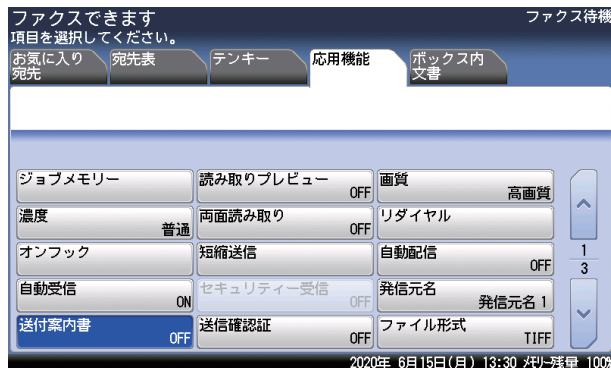 ファクスできます
ファクス待機
項目を選択してください。
お気に入り
宛先
宛先表
テンキー
応用機能
ボックス内
文書
ジョブメモリー
読み取りプレビュー
OFF
画質
高画質
濃度
普通
両面読み取り
OFF
リダイヤル
オンフック
短縮送信
自動配信
OFF
1
3
自動受信
ON
セキュリティー受信
OFF
発信元名
発信元名 1
送付案内書
OFF
送信確認証
OFF
ファイル形式
TIFF
2020年 6月15日(月) 13:30 メモリー残量 100%